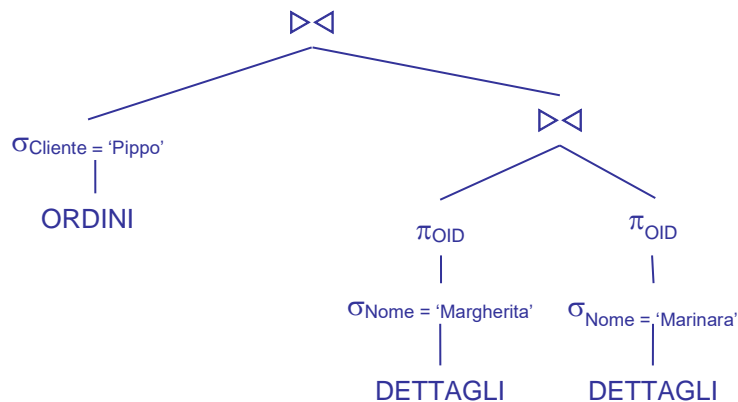 ▷◁
▷◁
σCliente = ‘Pippo’
ORDINI
πOID
πOID
σNome = ‘Margherita’
σNome = ‘Marinara’
DETTAGLI
DETTAGLI